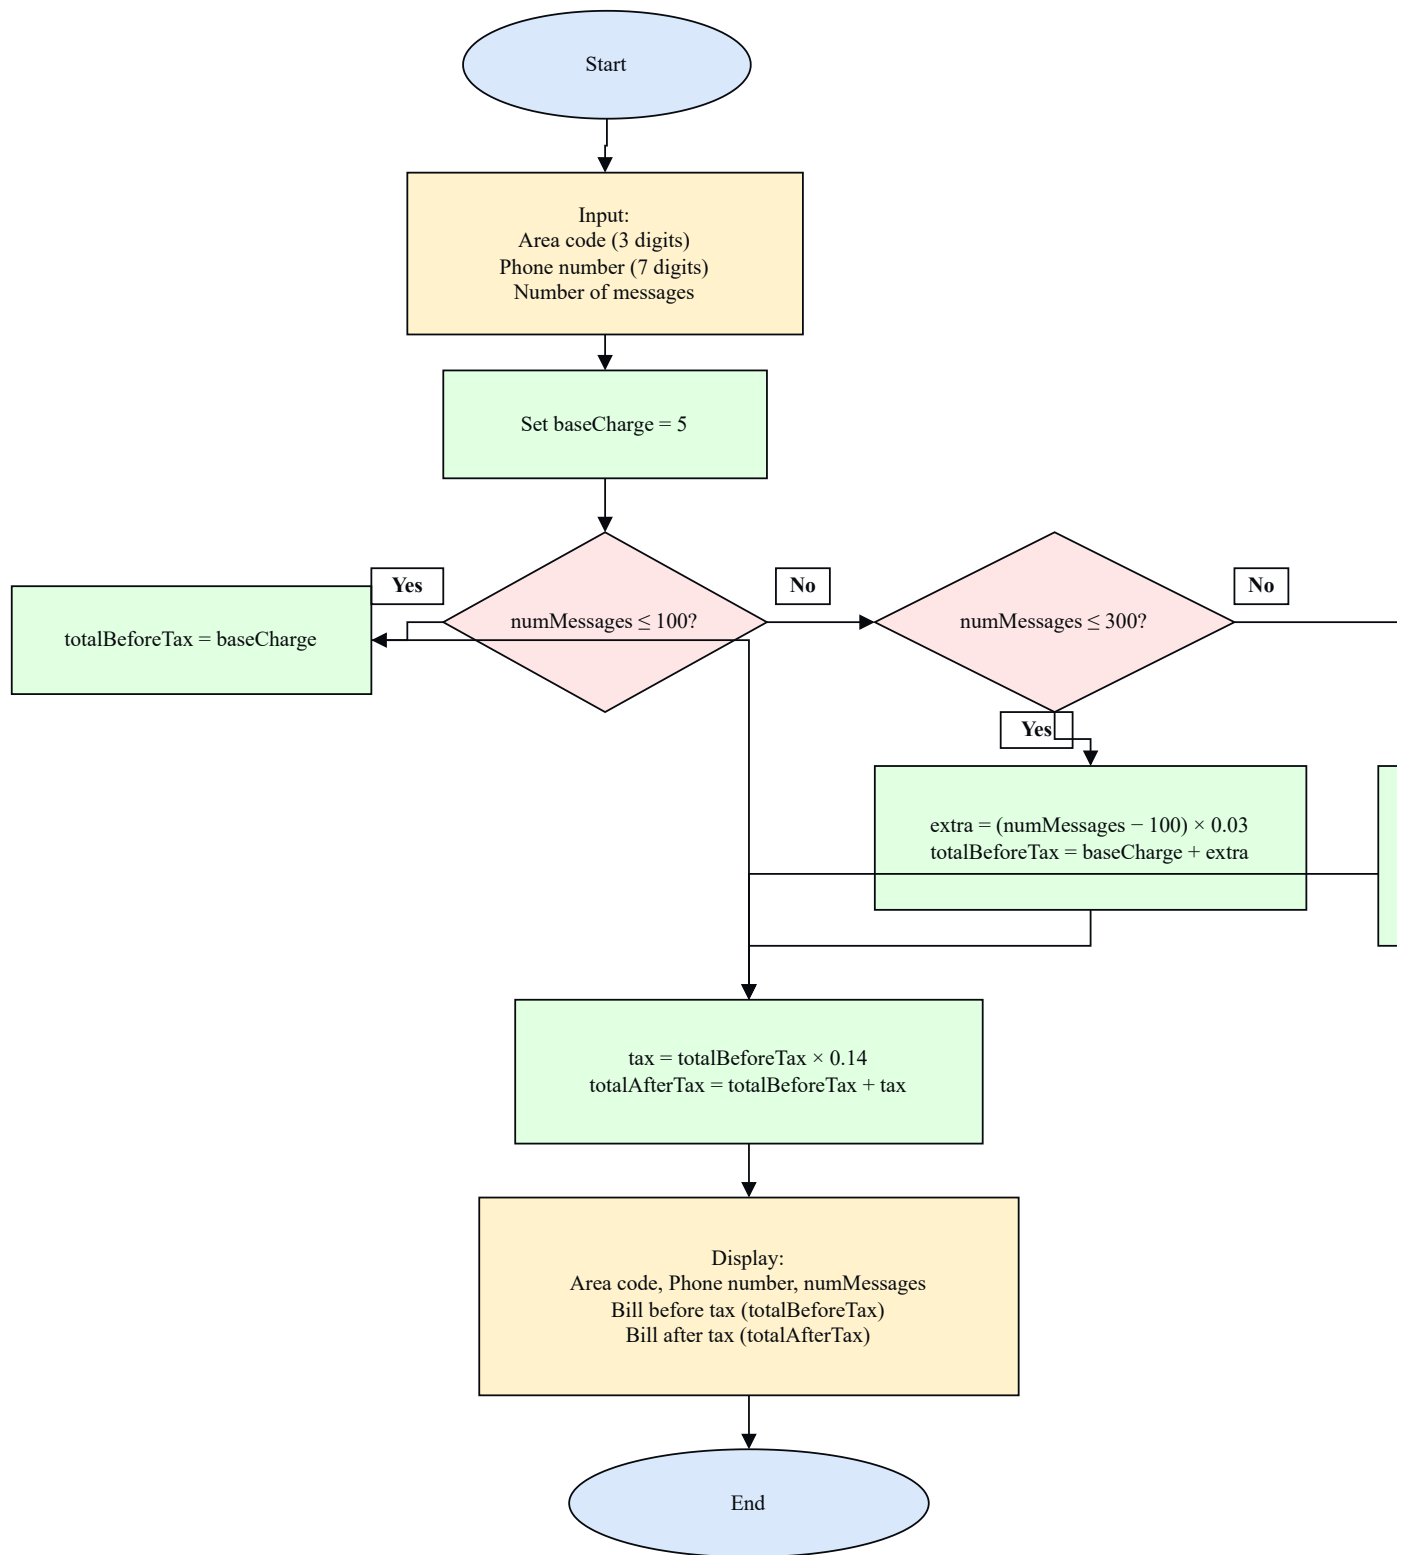 Start
Input:
Area code (3 digits)
Phone number (7 digits)
Number of messages
Set baseCharge = 5
Yes
No
No
totalBeforeTax = baseCharge
numMessages ≤ 100?
numMessages ≤ 300?
Yes
extra = (numMessages − 100) × 0.03
totalBeforeTax = baseCharge + extra
tax = totalBeforeTax × 0.14
totalAfterTax = totalBeforeTax + tax
Display:
Area code, Phone number, numMessages
Bill before tax (totalBeforeTax)
Bill after tax (totalAfterTax)
End